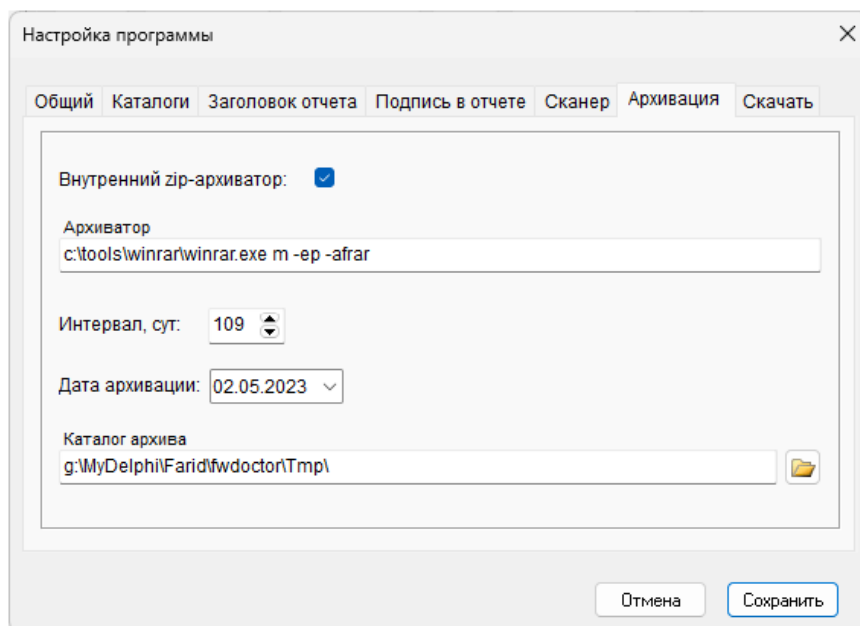 Настройка программы
Общий Каталоги Заголовок отчета Подпись в отчете Сканер Архивация Скачать
Внутренний zip-архиватор:
Архиватор
c:\tools\winrar\winrar.exe m -ep -afrar
Интервал, сут: 109
Дата архивации: 02.05.2023
Каталог архива
g:\MyDelphi\Farid\fwdoctor\Tmp\
Отмена Сохранить